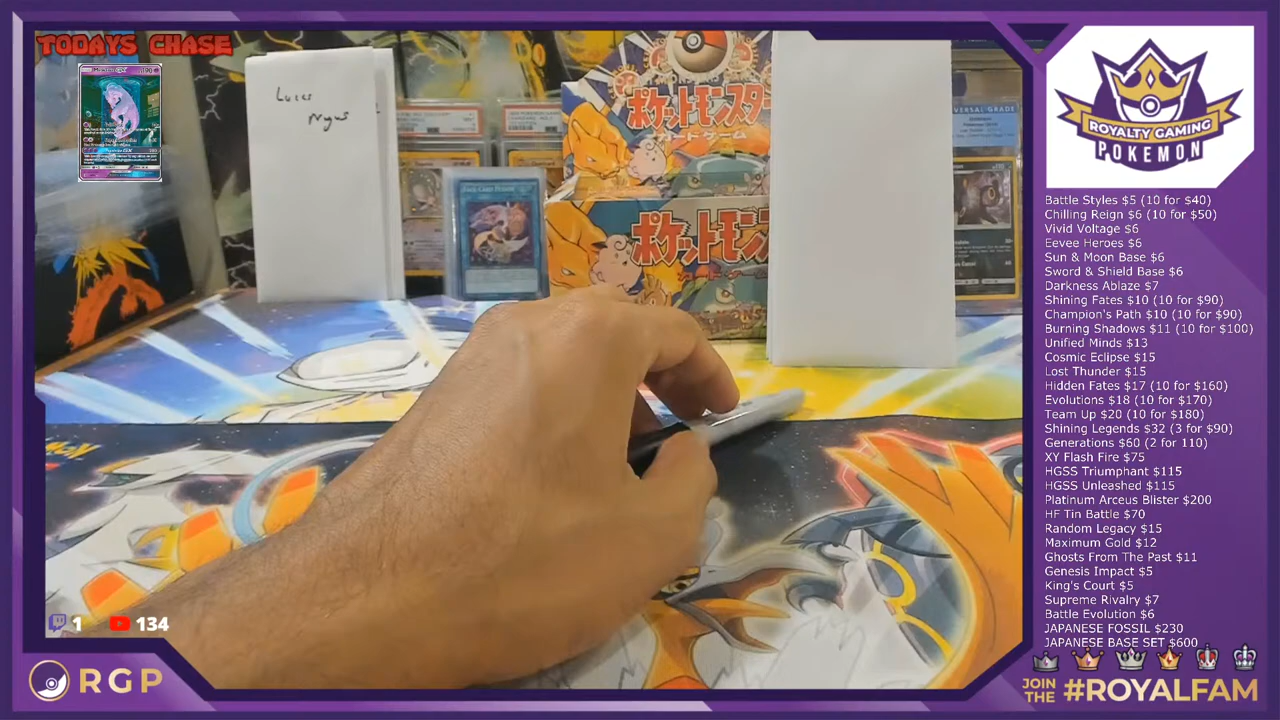 TODAYS CHASE
Lucas
ポケットモンスター
カードゲーム
ポケットモンス
UNIVERSAL GRADE
ROYALTY GAMING
POKEMON
Battle Styles $5 (10 for $40)
Chilling Reign $6 (10 for $50)
Vivid Voltage $6
Eevee Heroes $6
Sun & Moon Base $6
Sword & Shield Base $6
Darkness Ablaze $7
Shining Fates $10 (10 for $90)
Champion's Path $10 (10 for $90)
Burning Shadows $11 (10 for $100)
Unified Minds $13
Cosmic Eclipse $15
Lost Thunder $15
Hidden Fates $17 (10 for $160)
Evolutions $18 (10 for $170)
Team Up $20 (10 for $180)
Shining Legends $32 (3 for $90)
Generations $60 (2 for 110)
XY Flash Fire $75
HGSS Triumphant $115
HGSS Unleashed $115
Platinum Arceus Blister $200
HF Tin Battle $70
Random Legacy $15
Maximum Gold $12
Ghosts From The Past $11
Genesis Impact $5
King's Court $5
Supreme Rivalry $7
Battle Evolution $6
JAPANESE FOSSIL $230
JAPANESE BASE SET $600
1 134
RGP
JOIN
THE #ROYALFAM